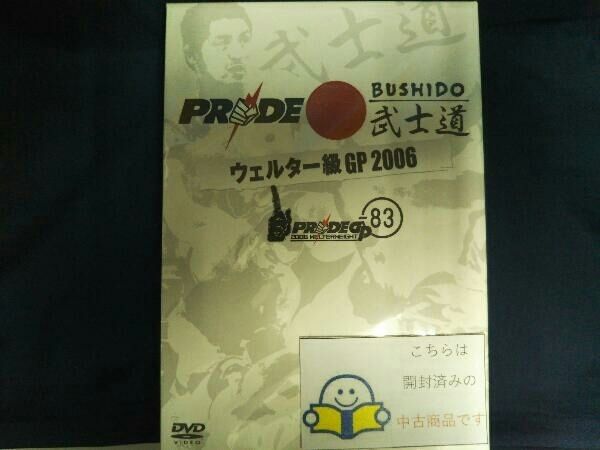 武士道
PRIDE
BUSHIDO
武士道
ウェルター級 GP 2006
PRIDE GP
2006 WELTERWEIGHT
-83
こちらは
開封済みの
中古商品です
DVD
VIDEO